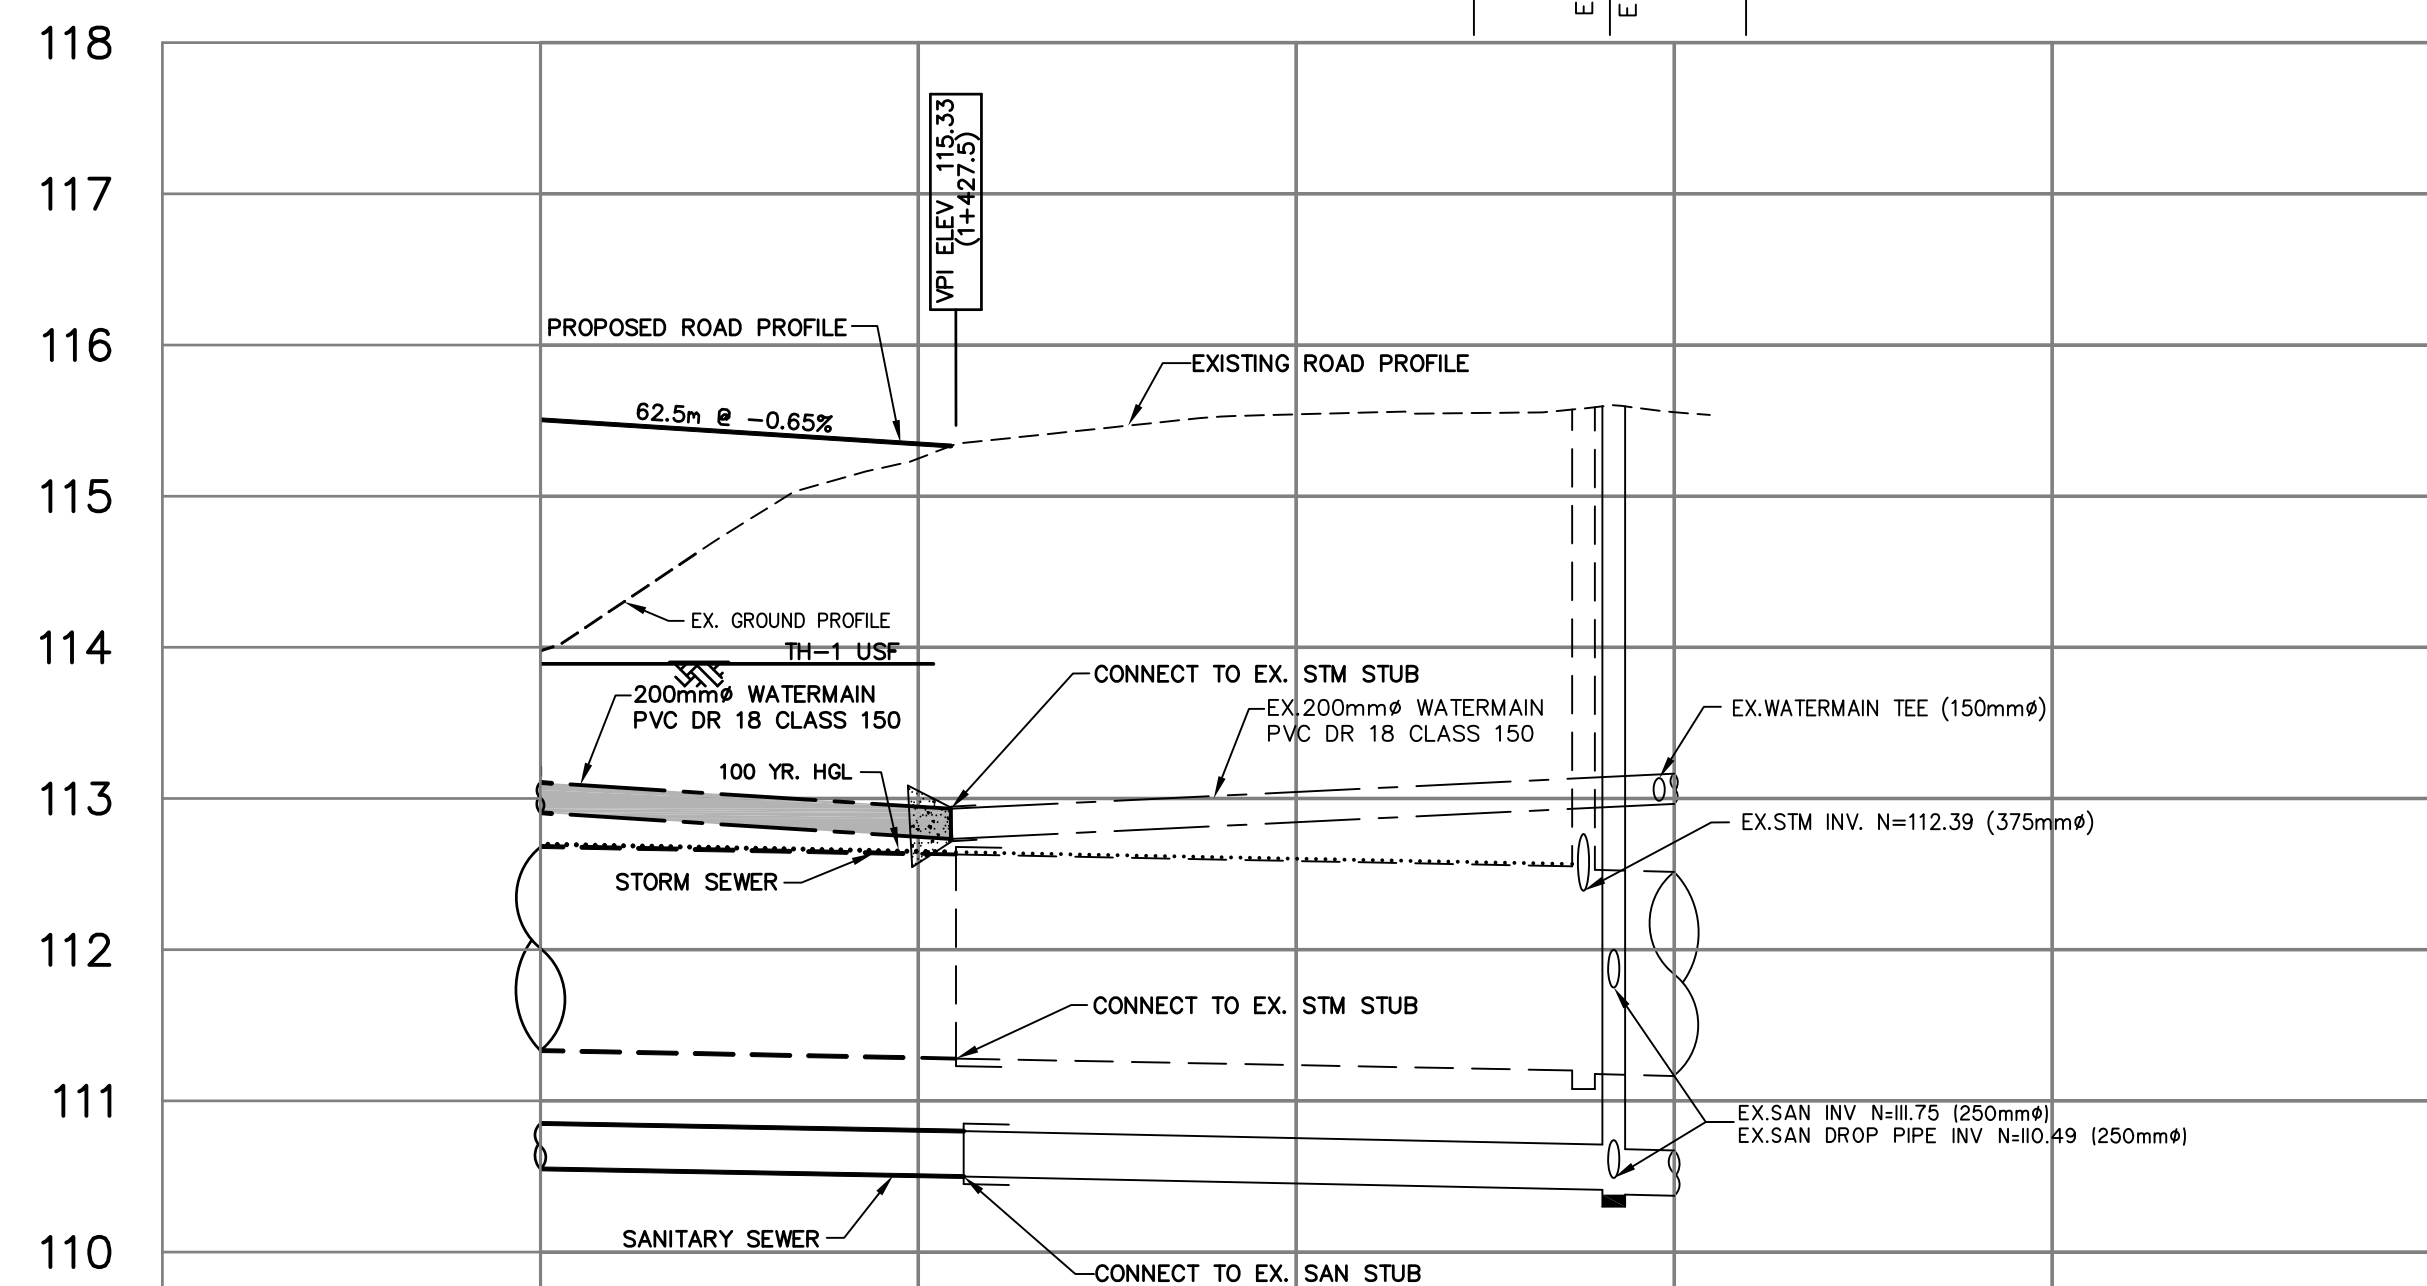 E
E
118
117
116
115
114
113
112
111
110
VPI ELEV 115.33
(1+427.5)
PROPOSED ROAD PROFILE
EXISTING ROAD PROFILE
62.5m @ -0.65%
EX. GROUND PROFILE
TH-1 USF
200mmø WATERMAIN
PVC DR 18 CLASS 150
CONNECT TO EX. STM STUB
EX.200mmø WATERMAIN
PVC DR 18 CLASS 150
EX.WATERMAIN TEE (150mmø)
100 YR. HGL
EX.STM INV. N=112.39 (375mmø)
STORM SEWER
CONNECT TO EX. STM STUB
EX.SAN INV N=111.75 (250mmø)
EX.SAN DROP PIPE INV N=110.49 (250mmø)
SANITARY SEWER
CONNECT TO EX. SAN STUB